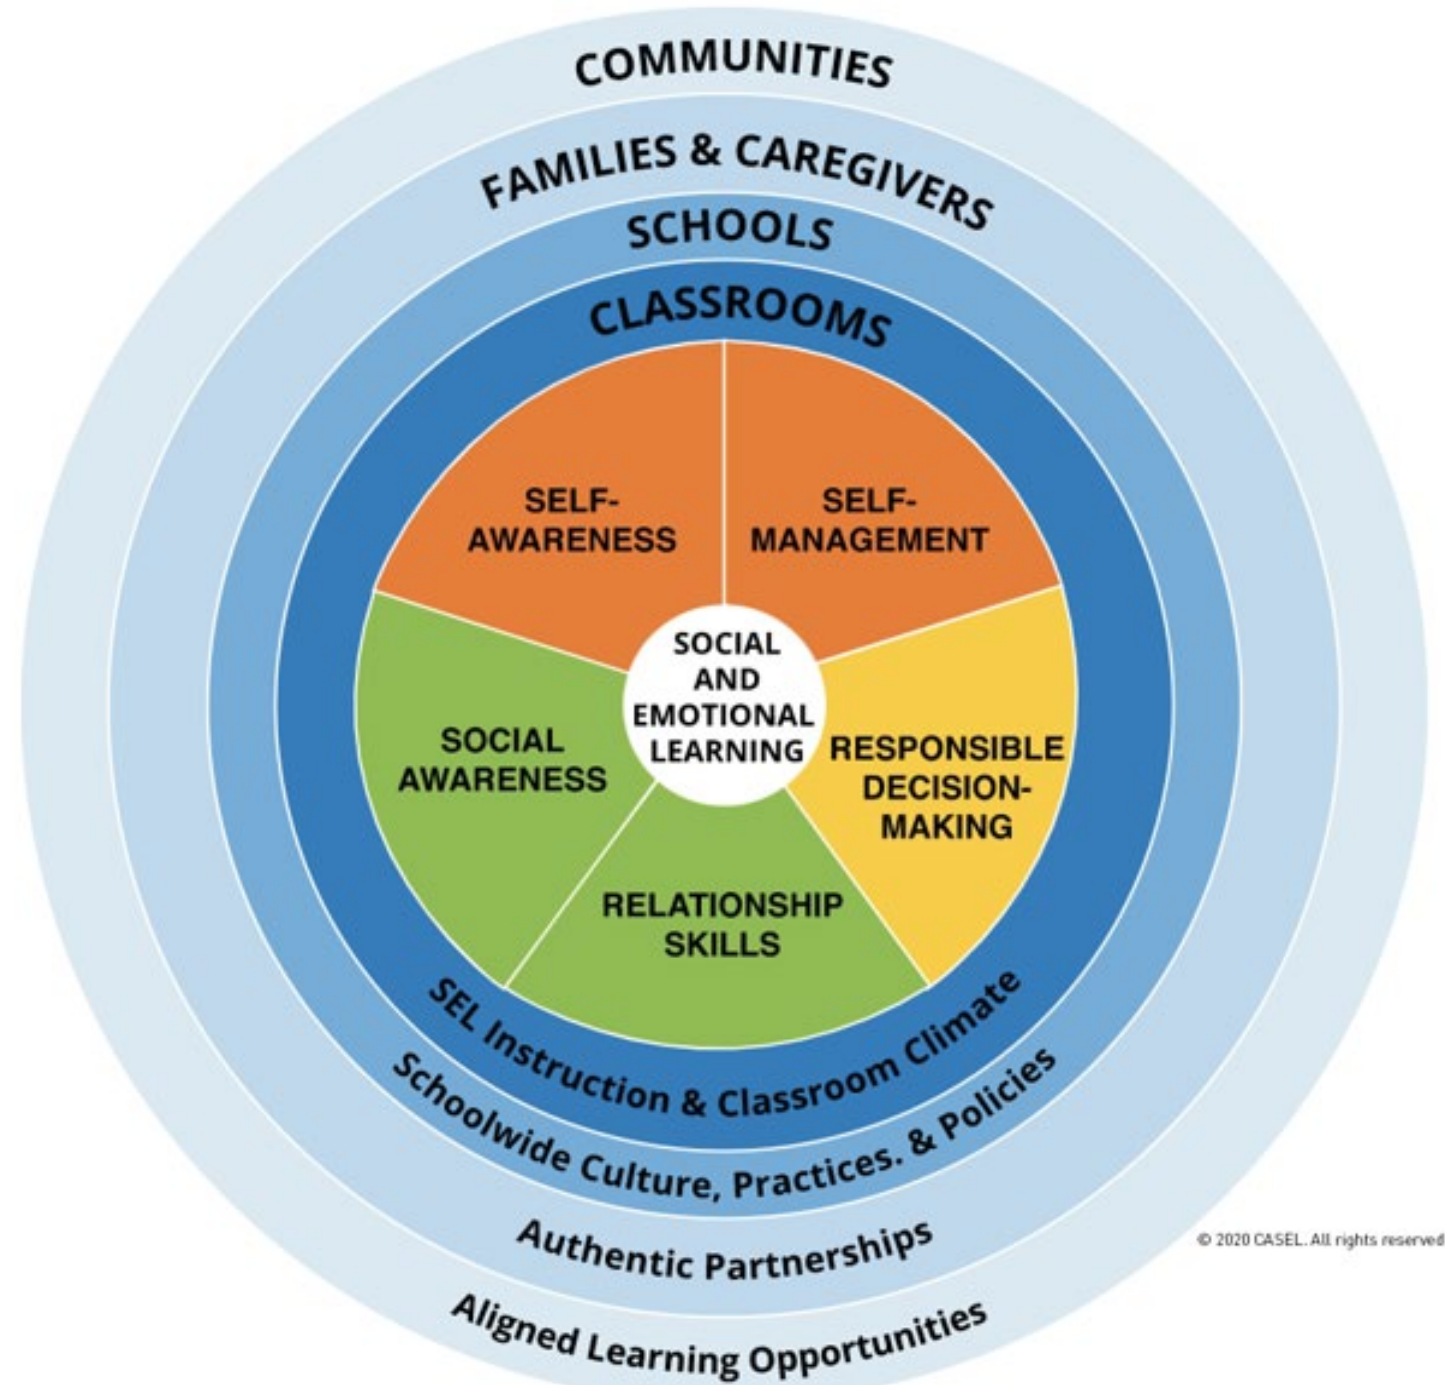 COMMUNITIES
FAMILIES & CAREGIVERS
SCHOOLS
CLASSROOMS
SELF-
AWARENESS
SELF-
MANAGEMENT
SOCIAL
AND
EMOTIONAL
LEARNING
SOCIAL
AWARENESS
RESPONSIBLE
DECISION-
MAKING
RELATIONSHIP
SKILLS
SEL Instruction & Classroom Climate
Schoolwide Culture, Practices. & Policies
Authentic Partnerships
Aligned Learning Opportunities
© 2020 CASEL. All rights reserved